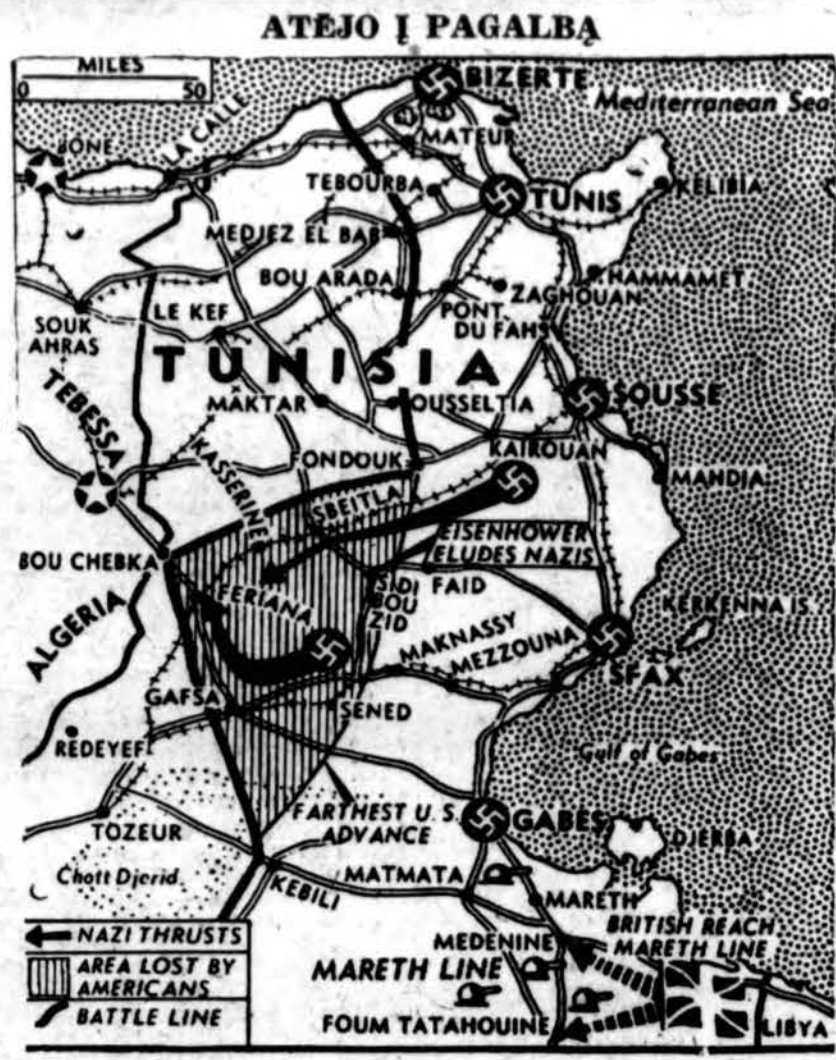 ATĖJO Į PAGALBĄ
MILES
0 50
BIZERTE
Mediterranean Sea
BONE
LA CALLE
MATEUR
TEBOURBA
TUNIS
KELIBIA
MEDJEZ EL BAB
BOU ARADA
HAMMAMET
ZAGHOUAN
PONT
DU FAHS
SOUK
AHRAS
LE KEF
TUNISIA
TEBESSA
MAKTAR
OUSSELTIA
SOUSSE
KASSERINE
FONDOUK
KAIROUAN
SBEITLA
MAHDIA
EISENHOWER
ELUDES NAZIS
BOU CHEBKA
FERIANA
SIDI
BOU
ZID
FAID
KERKENNA IS.
ALGERIA
MAKNASSY
MEZZOUNA
SFAX
GAFSA
SENED
REDEYEF
Gulf of Gabes
FARTHEST U.S.
ADVANCE
GABES
TOZEUR
DJERBA
Chott Djerid
KEBILI
MATMATA
MARETH
NAZI THRUSTS
BRITISH REACH
MARETH LINE
MEDENINE
AREA LOST BY
AMERICANS
MARETH LINE
BATTLE LINE
FOUM TATAHOUINE
LIBYA